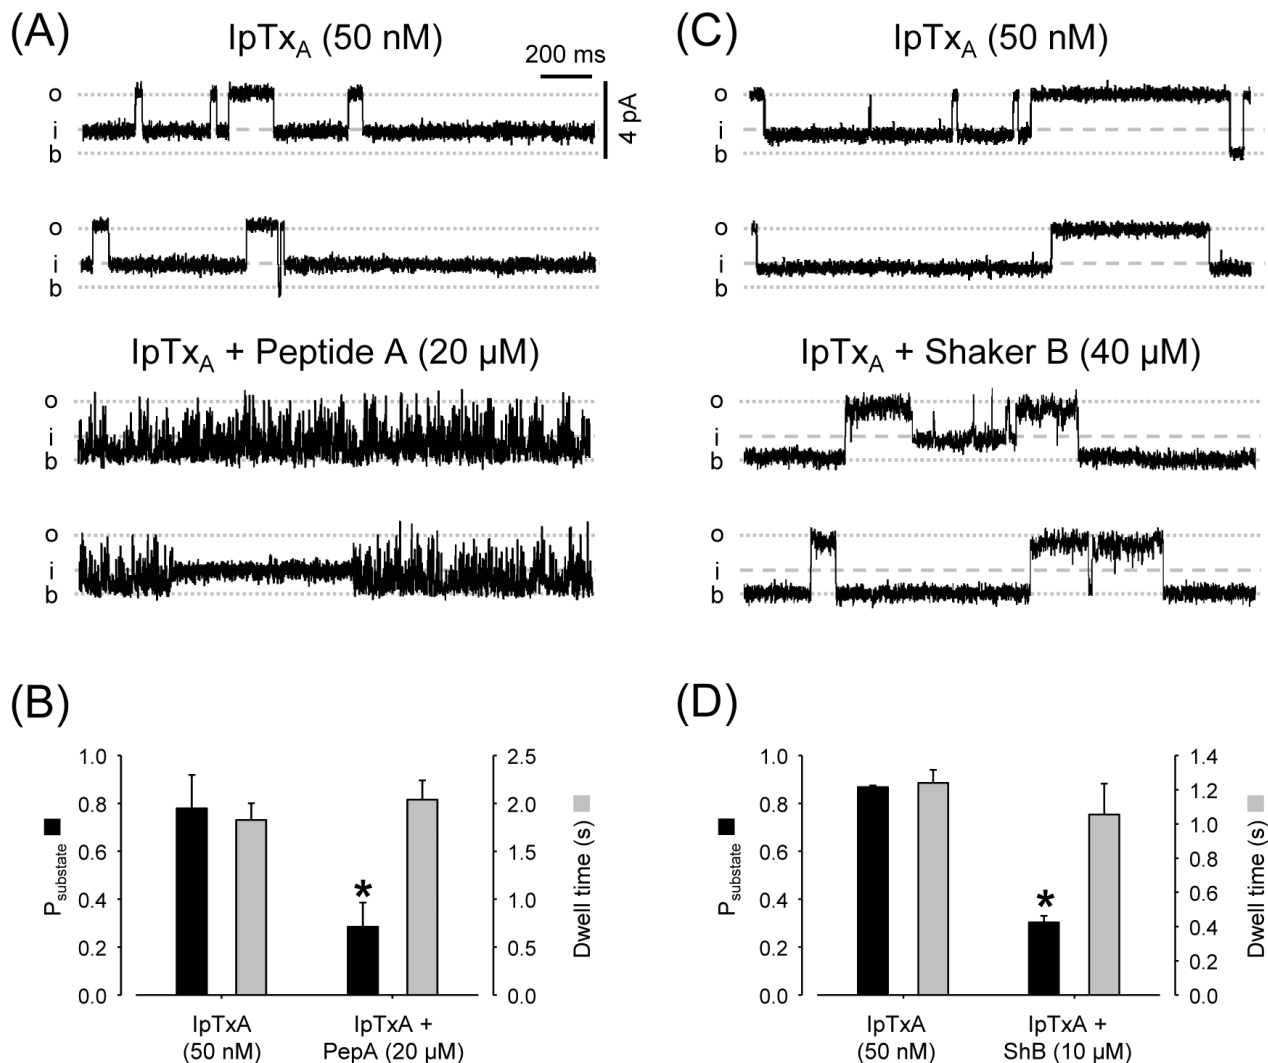 (A)
IpTxA (50 nM)
200 ms
4 pA
o
i
b
o
i
b
IpTxA + Peptide A (20 µM)
o
i
b
o
i
b
(C)
IpTxA (50 nM)
o
i
b
o
i
b
IpTxA + Shaker B (40 µM)
o
i
b
o
i
b
(B)
1.0
0.8
0.6
0.4
0.2
0.0
Psubstate
*
2.5
2.0
1.5
1.0
0.5
0.0
Dwell time (s)
IpTxA
(50 nM)
IpTxA +
PepA (20 µM)
(D)
1.0
0.8
0.6
0.4
0.2
0.0
Psubstate
*
1.4
1.2
1.0
0.8
0.6
0.4
0.2
0.0
Dwell time (s)
IpTxA
(50 nM)
IpTxA +
ShB (10 µM)